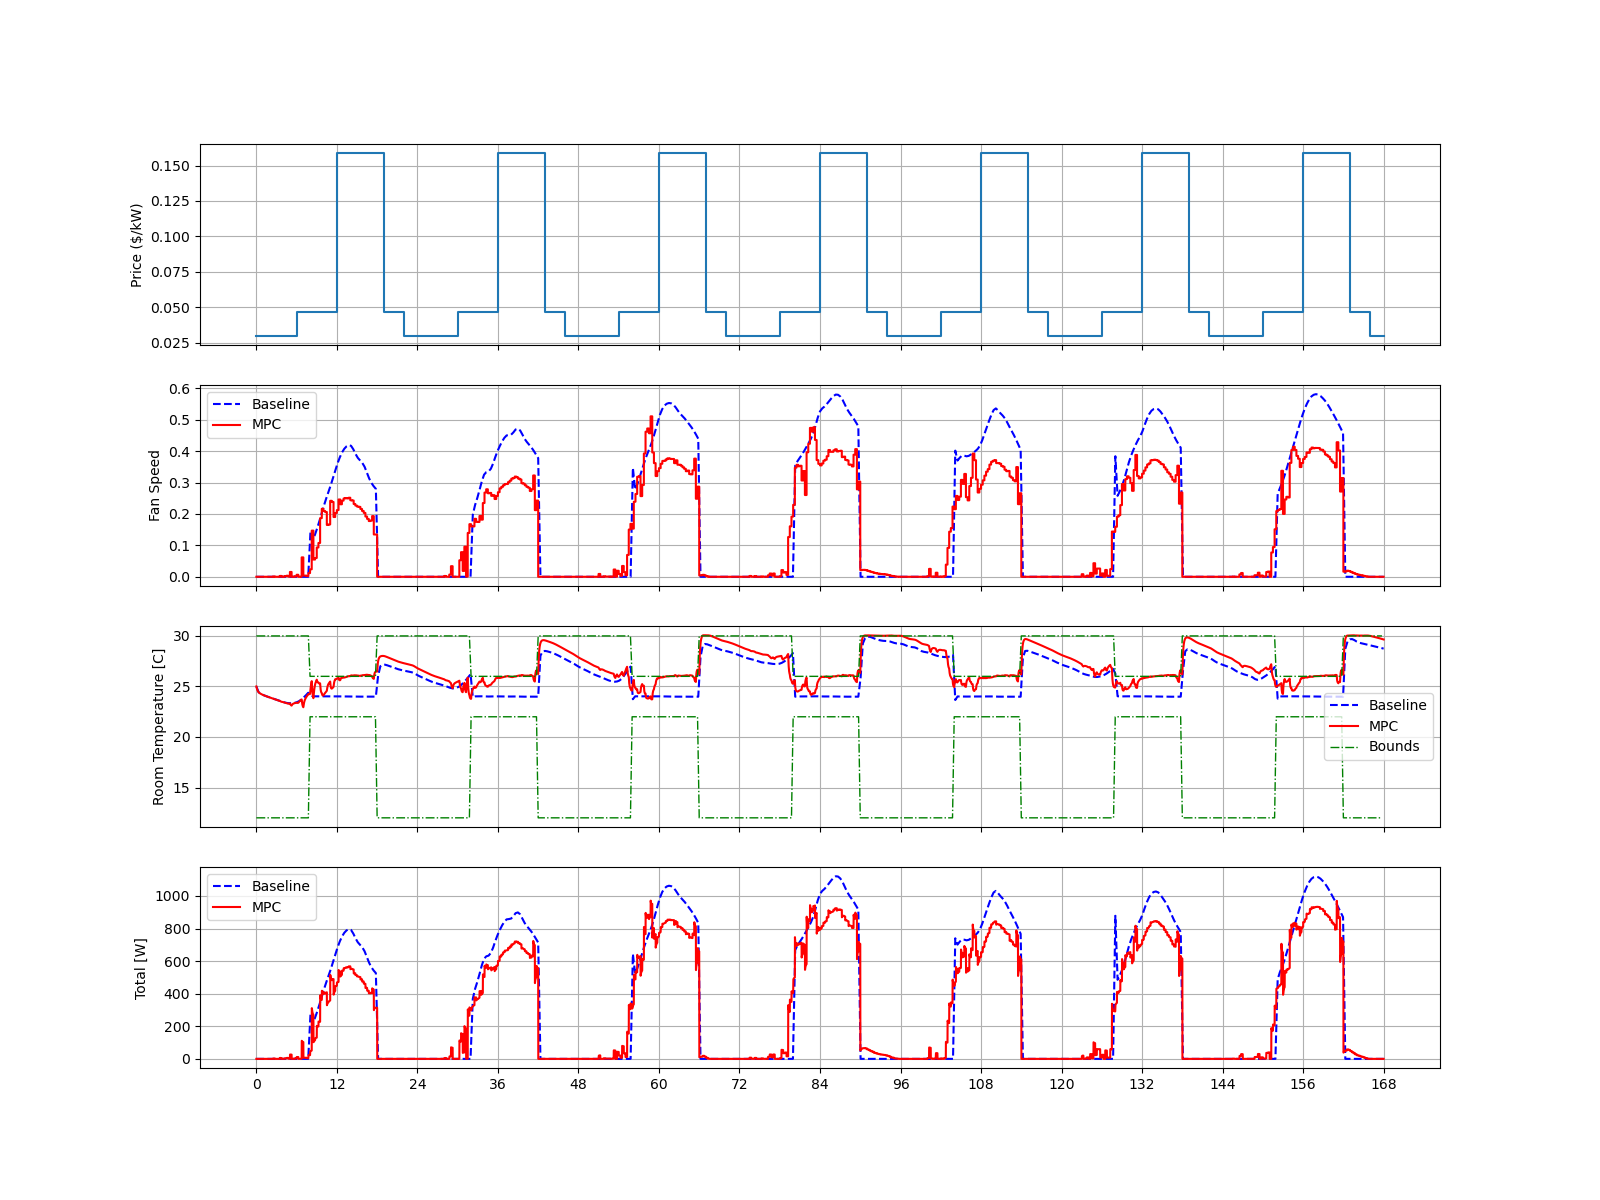 0.150
0.125
0.100
0.075
0.050
0.025
Price ($/kW)
0.6
0.5
0.4
0.3
0.2
0.1
0.0
Fan Speed
Baseline
MPC
30
25
20
15
Room Temperature [C]
Baseline
MPC
Bounds
1000
800
600
400
200
0
Total [W]
Baseline
MPC
0 12 24 36 48 60 72 84 96 108 120 132 144 156 168